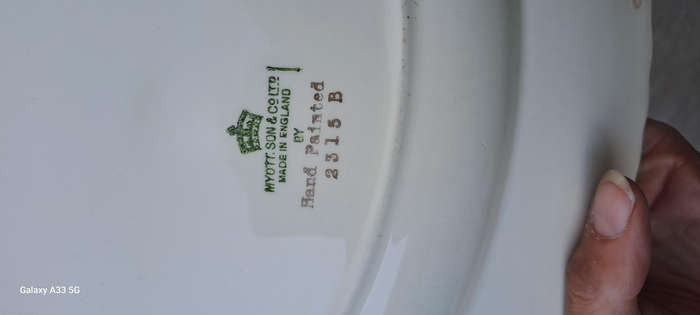 MYOTT. SON & CO LTD
MADE IN ENGLAND
BY
Hand Painted
2315 B
Galaxy A33 5G